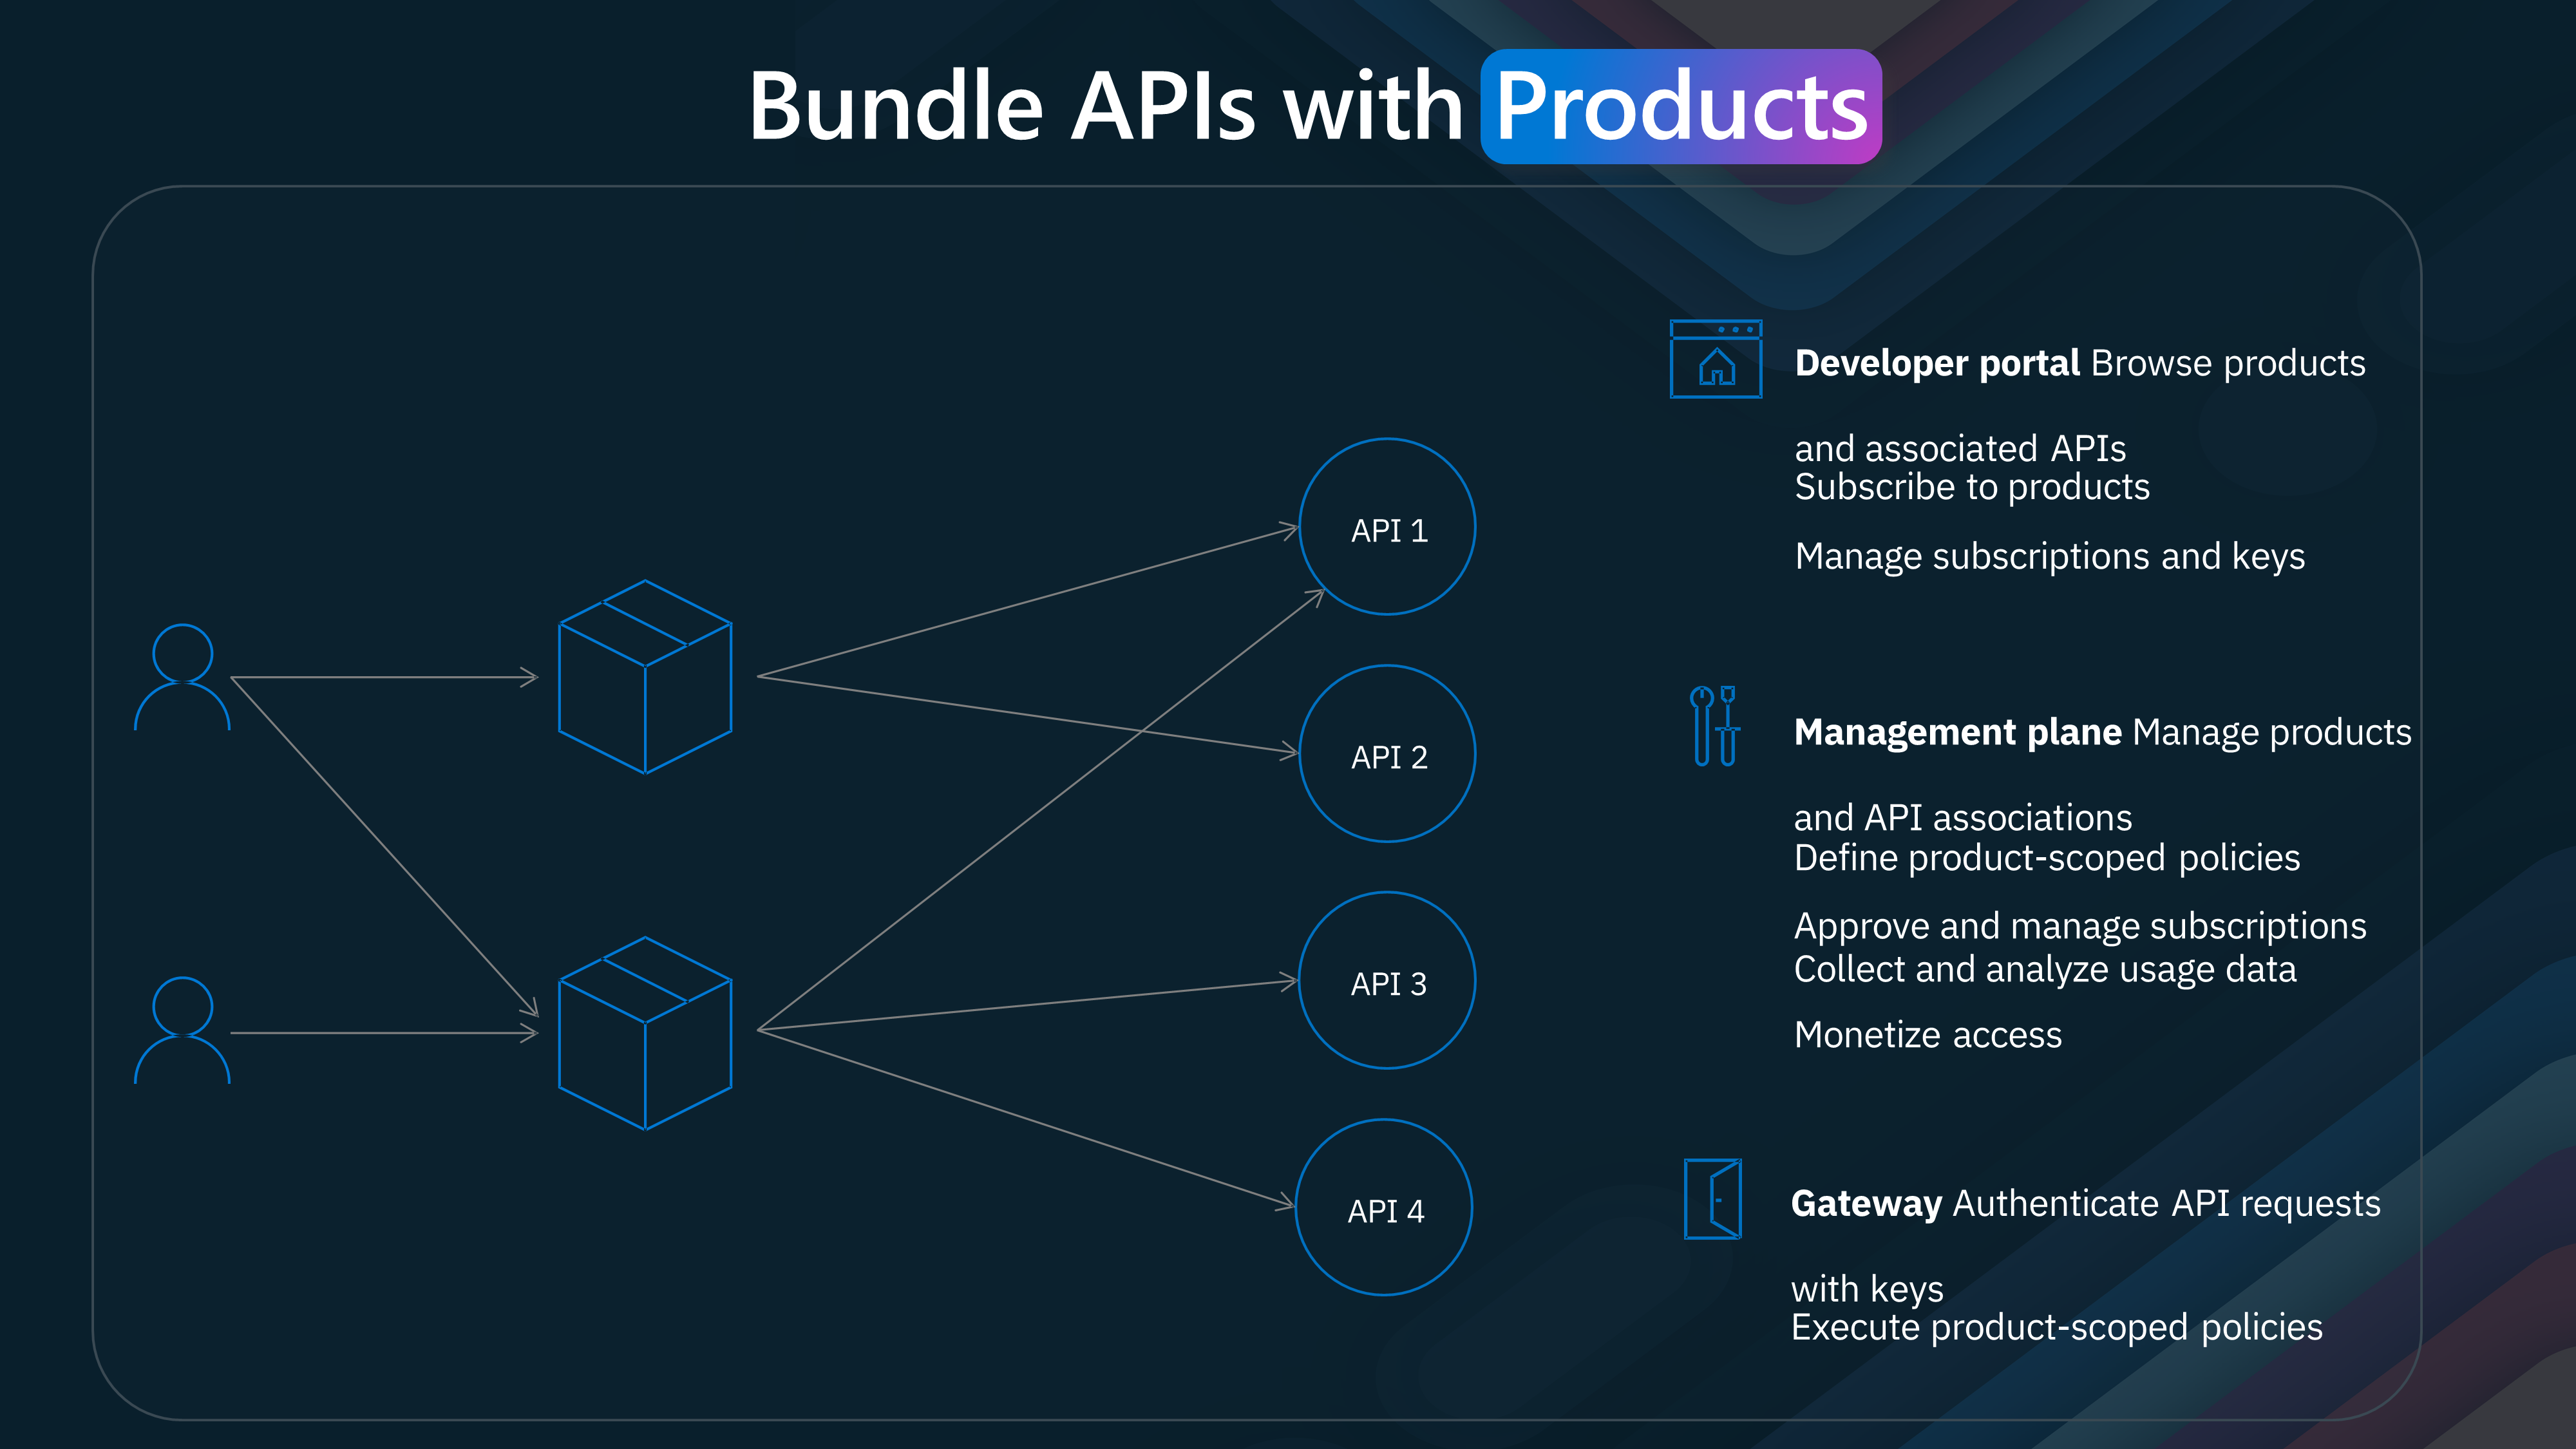 Bundle APIs with Products
API 1
API 2
API 3
API 4
Developer portal Browse products
and associated APIs
Subscribe to products
Manage subscriptions and keys
Management plane Manage products
and API associations
Define product-scoped policies
Approve and manage subscriptions
Collect and analyze usage data
Monetize access
Gateway Authenticate API requests
with keys
Execute product-scoped policies